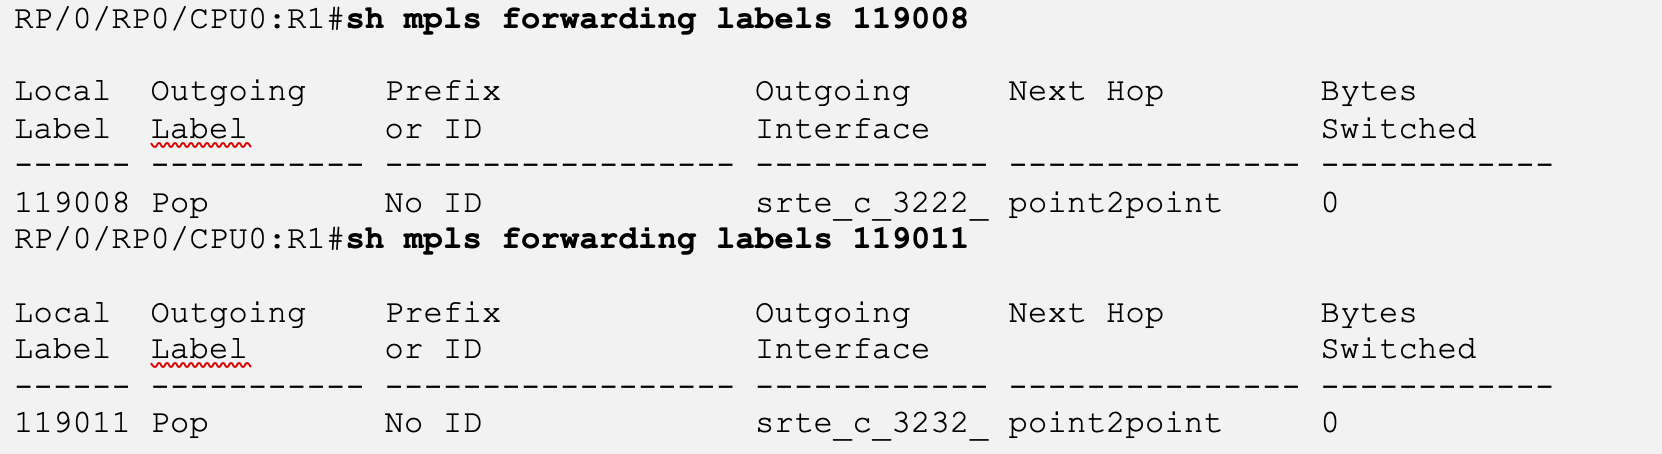 RP/0/RP0/CPU0:R1#sh mpls forwarding labels 119008
Local  Outgoing    Prefix             Outgoing     Next Hop        Bytes
Label  Label       or ID              Interface                    Switched
------ ----------- ------------------ ------------ --------------- ------------
119008 Pop         No ID              srte_c_3222_ point2point     0
RP/0/RP0/CPU0:R1#sh mpls forwarding labels 119011
Local  Outgoing    Prefix             Outgoing     Next Hop        Bytes
Label  Label       or ID              Interface                    Switched
------ ----------- ------------------ ------------ --------------- ------------
119011 Pop         No ID              srte_c_3232_ point2point     0